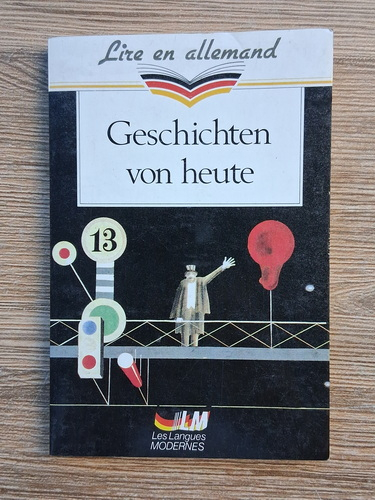 Lire en allemand
Geschichten
von heute
13
LM
Les Langues
MODERNES